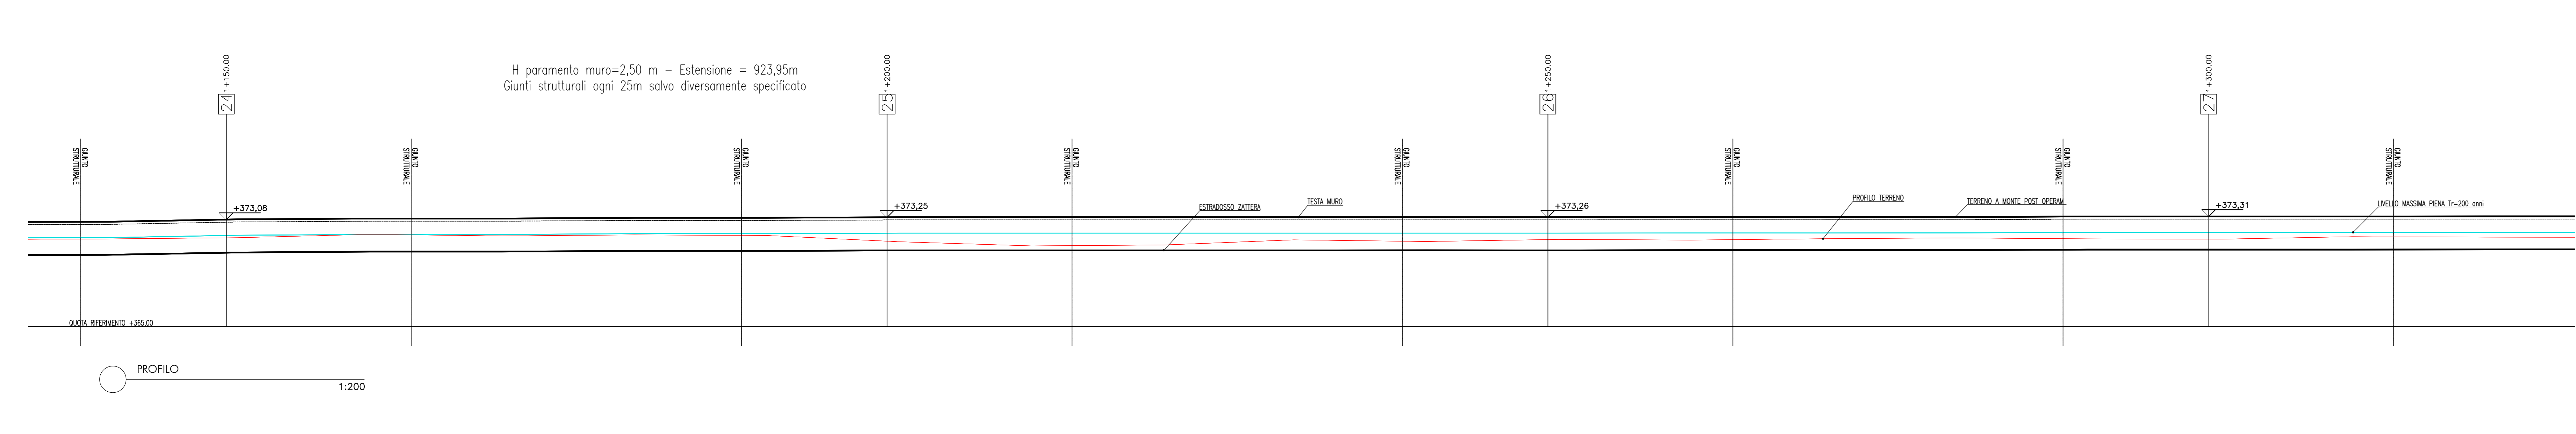 1+150.00
24
1+200.00
25
1+250.00
26
1+300.00
27
H paramento muro=2,50 m - Estensione = 923,95m
Giunti strutturali ogni 25m salvo diversamente specificato
GIUNTO
STRUTTURALE
GIUNTO
STRUTTURALE
GIUNTO
STRUTTURALE
GIUNTO
STRUTTURALE
GIUNTO
STRUTTURALE
GIUNTO
STRUTTURALE
GIUNTO
STRUTTURALE
GIUNTO
STRUTTURALE
+373,08
+373,25
ESTRADOSSO ZATTERA
TESTA MURO
+373,26
PROFILO TERRENO
TERRENO A MONTE POST OPERAM
+373,31
LIVELLO MASSIMA PIENA Tr=200 anni
QUOTA RIFERIMENTO +365,00
PROFILO
1:200